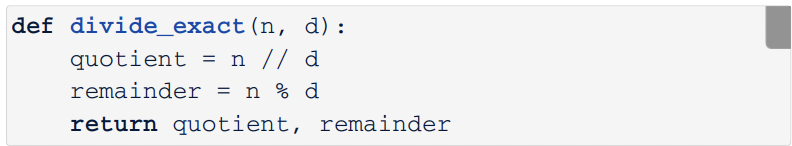 def divide_exact(n, d):
    quotient = n // d
    remainder = n % d
    return quotient, remainder